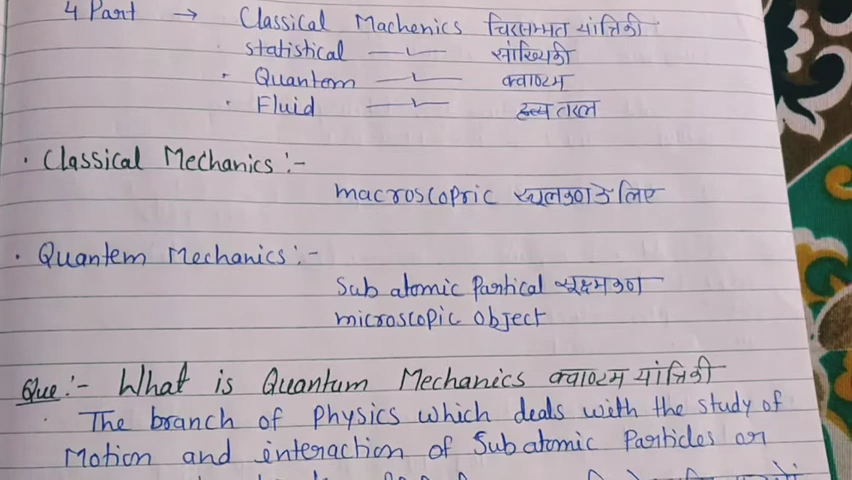 4 Part → Classical Machenics चिरसम्मत यांत्रिकी
statistical —✓— सांख्यिकी
· Quantem —✓— क्वाण्टम
· Fluid —✓— द्रव्य तरल
· Classical Mechanics :-
macroscopric स्थूलकण के लिए
· Quantem Mechanics :-
Sub atomic Partical सूक्ष्मकण
microscopic object
Que :- What is Quantum Mechanics क्वाण्टम यांत्रिकी
· The branch of Physics which deals with the study of
Motion and interaction of Subatomic Particles or